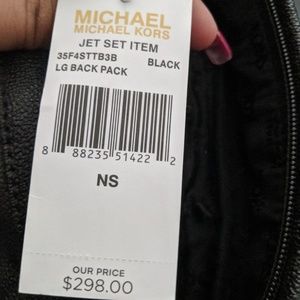 MICHAEL
MICHAEL KORS
JET SET ITEM
35F4STTB3B BLACK
LG BACK PACK
8 88235 51422 2
NS
OUR PRICE
$298.00